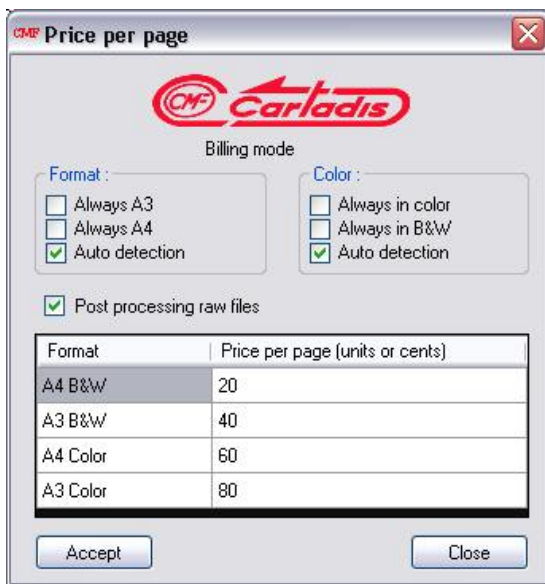 CMF Price per page
CMF Cartadis
Billing mode
Format : Color :
Always A3 Always in color
Always A4 Always in B&W
Auto detection Auto detection
Post processing raw files
Format Price per page (units or cents)
A4 B&W 20
A3 B&W 40
A4 Color 60
A3 Color 80
Accept Close